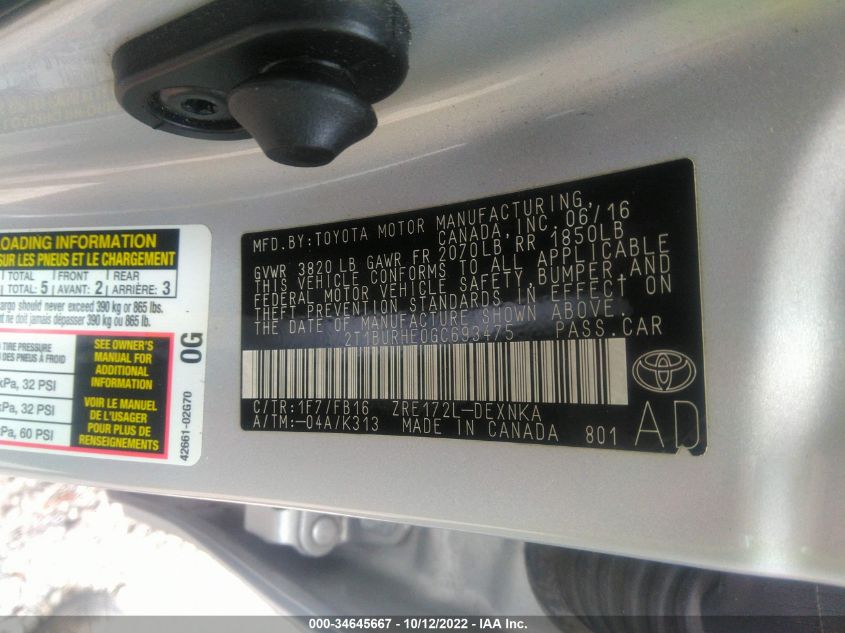 LOADING INFORMATION
SUR LES PNEUS ET LE CHARGEMENT
TOTAL FRONT REAR
TOTAL: 5 AVANT: 2 ARRIÈRE: 3
cargo should never exceed 390 kg or 865 lbs.
ne doit jamais dépasser 390 kg ou 865 lbs.
TIRE PRESSURE
DES PNEUS À FROID
kPa, 32 PSI
kPa, 32 PSI
kPa, 60 PSI
SEE OWNER'S
MANUAL FOR
ADDITIONAL
INFORMATION
VOIR LE MANUEL
DE L'USAGER
POUR PLUS DE
RENSEIGNEMENTS
0G
42661-02G70
MFD.BY:TOYOTA MOTOR MANUFACTURING,
CANADA,INC. 06/16
GVWR 3820 LB GAWR FR 2070LB,RR 1850LB
THIS VEHICLE CONFORMS TO ALL APPLICABLE
FEDERAL MOTOR VEHICLE SAFETY, BUMPER, AND
THEFT PREVENTION STANDARDS IN EFFECT ON
THE DATE OF MANUFACTURE SHOWN ABOVE.
2T1BURHE0GC693475 PASS.CAR
C/TR:1F7/FB16 ZRE172L-DEXNKA
A/TM:-04A/K313 MADE IN CANADA 801
AD
000-34645667 - 10/12/2022 - IAA Inc.